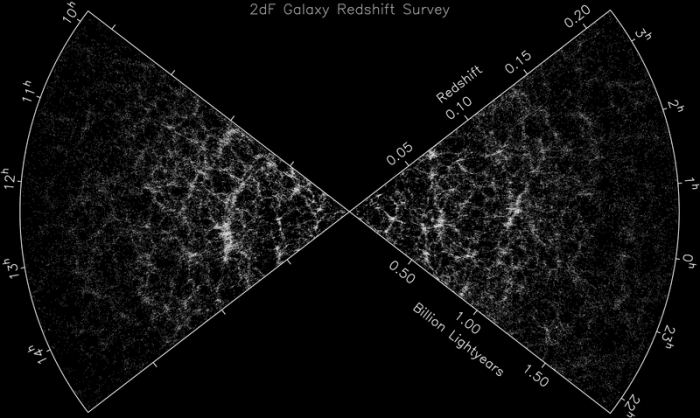 2dF Galaxy Redshift Survey
10h
11h
12h
13h
14h
Redshift
0.05
0.10
0.15
0.20
3h
2h
1h
0h
23h
22h
0.50
1.00
1.50
Billion Lightyears